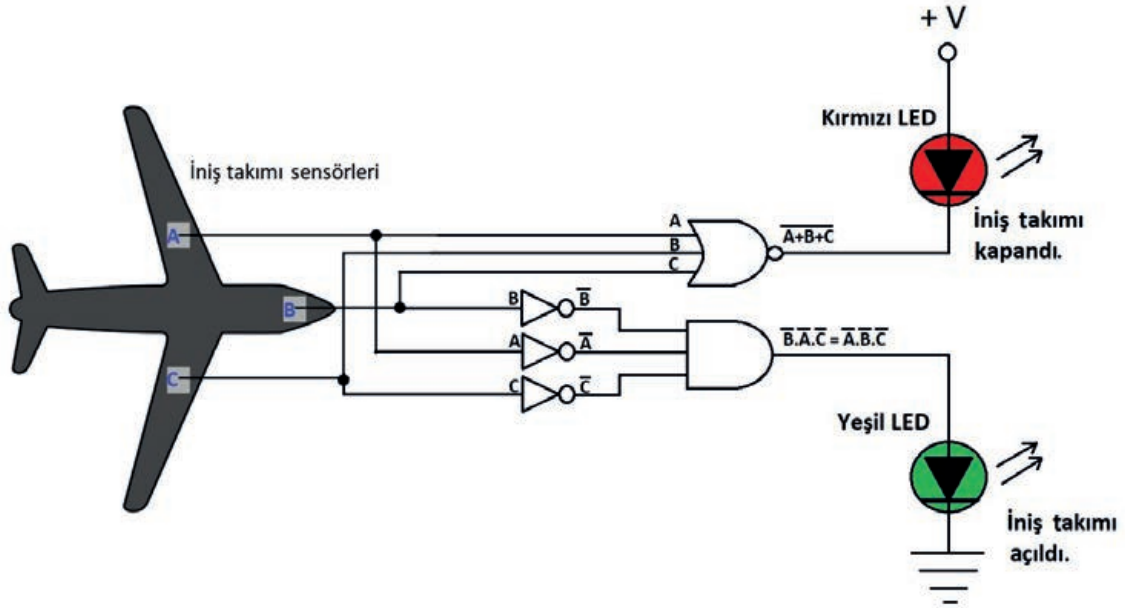 + V
Kırmızı LED
İniş takımı
kapandı.
İniş takımı sensörleri
A
A
B
C
A̅+̅B̅+̅C̅
B
B
B̅
A
A̅
B̅.A̅.C̅ = A̅.B̅.C̅
C
C
C̅
Yeşil LED
İniş takımı
açıldı.